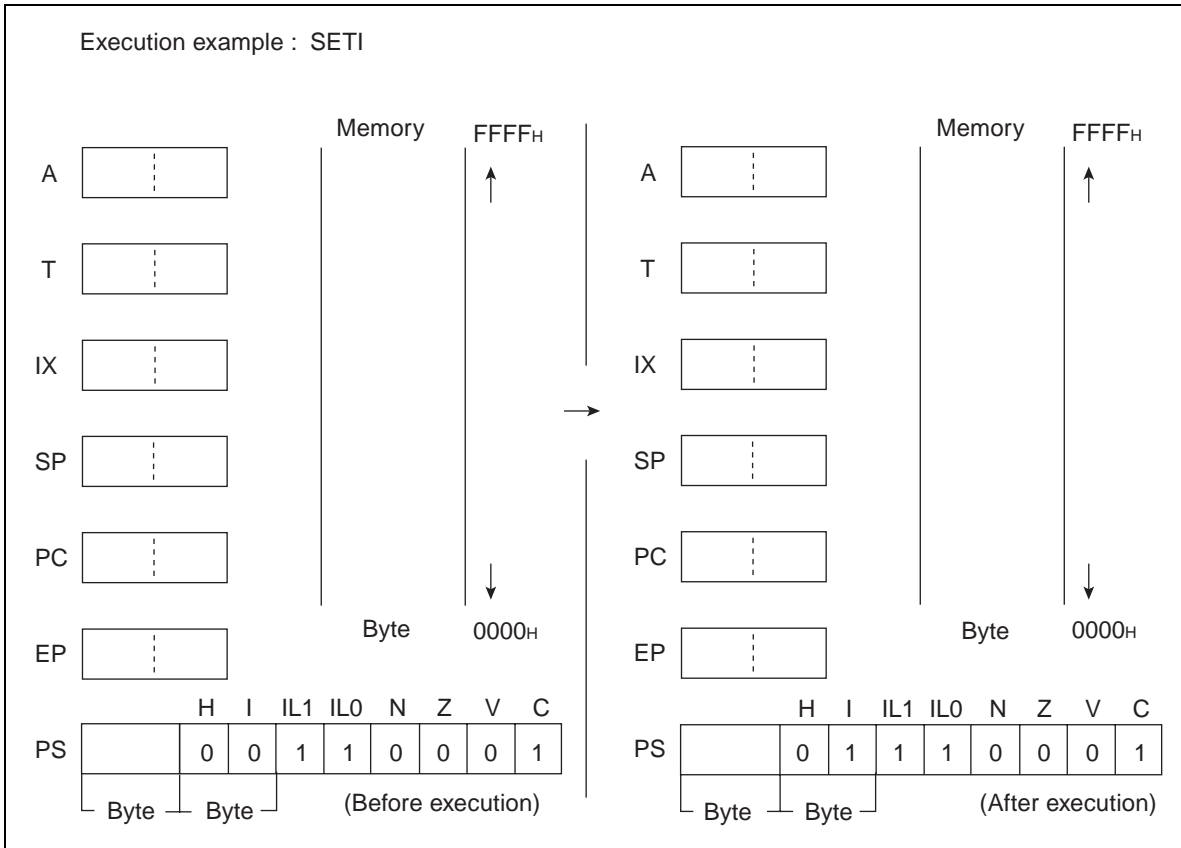 Execution example : SETI
Memory FFFFH
A
T
IX
SP
PC
EP
Byte 0000H
H I IL1 IL0 N Z V C
PS 0 0 1 1 0 0 0 1
Byte Byte (Before execution)
Memory FFFFH
A
T
IX
SP
PC
EP
Byte 0000H
H I IL1 IL0 N Z V C
PS 0 1 1 1 0 0 0 1
Byte Byte (After execution)